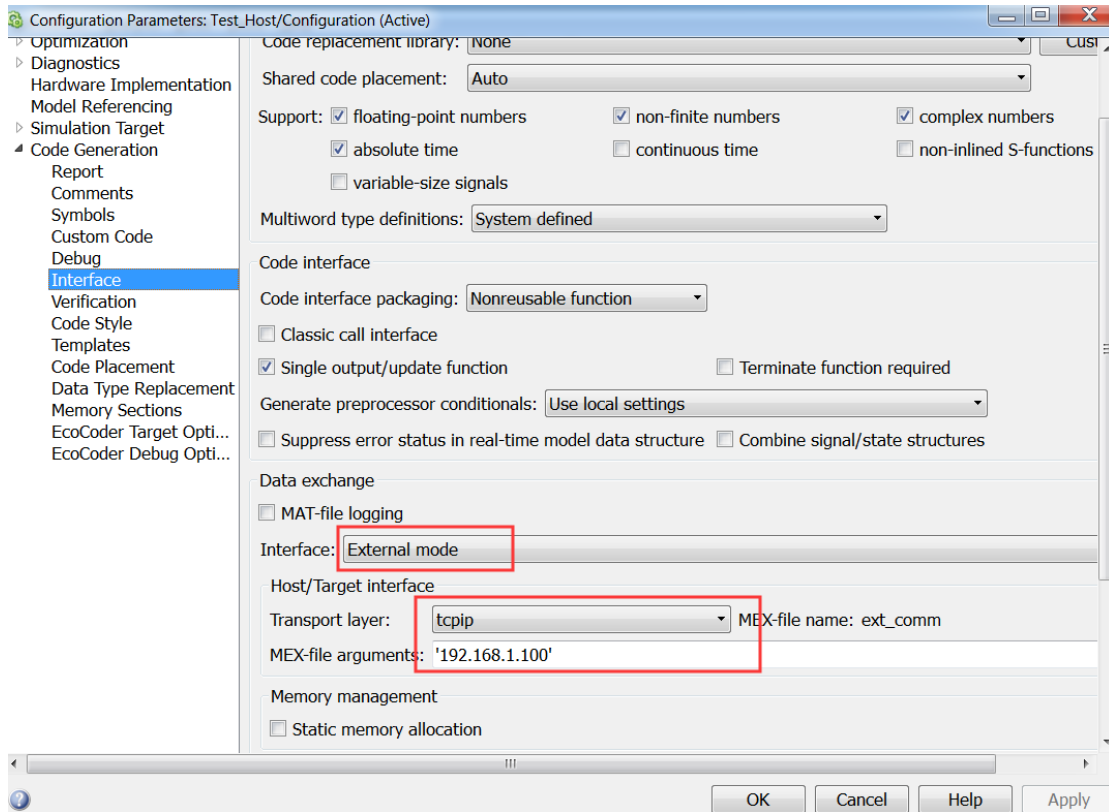 Configuration Parameters: Test_Host/Configuration (Active)
Optimization
Diagnostics
Hardware Implementation
Model Referencing
Simulation Target
Code Generation
Report
Comments
Symbols
Custom Code
Debug
Interface
Verification
Code Style
Templates
Code Placement
Data Type Replacement
Memory Sections
EcoCoder Target Opti...
EcoCoder Debug Opti...
Code replacement library: None Cust
Shared code placement: Auto
Support: floating-point numbers non-finite numbers complex numbers
absolute time continuous time non-inlined S-functions
variable-size signals
Multiword type definitions: System defined
Code interface
Code interface packaging: Nonreusable function
Classic call interface
Single output/update function Terminate function required
Generate preprocessor conditionals: Use local settings
Suppress error status in real-time model data structure Combine signal/state structures
Data exchange
MAT-file logging
Interface: External mode
Host/Target interface
Transport layer: tcpip MEX-file name: ext_comm
MEX-file arguments: '192.168.1.100'
Memory management
Static memory allocation
OK Cancel Help Apply